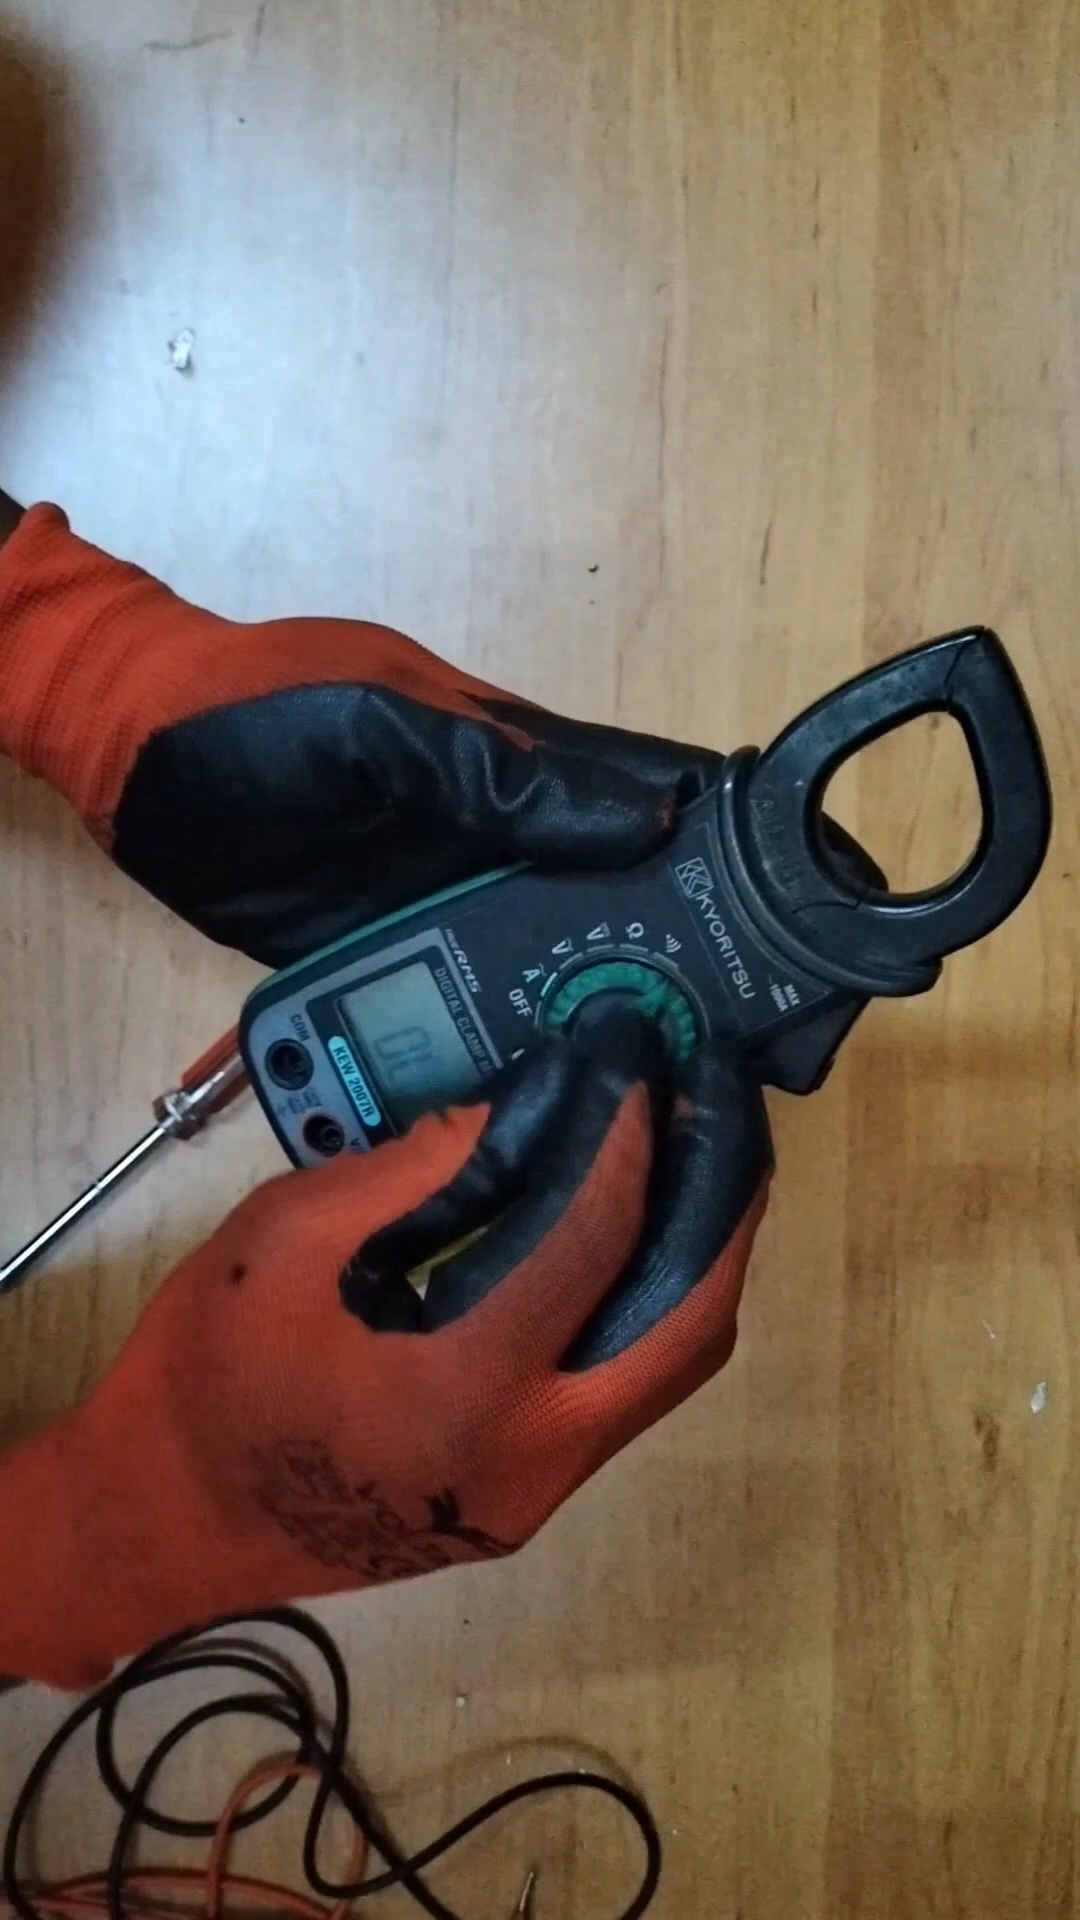 KYORITSU
MAX
~1000A
Ω
V
V
~
A
OFF
TRUE RMS
DIGITAL CLAMP M
OL
KEW 2007R
COM